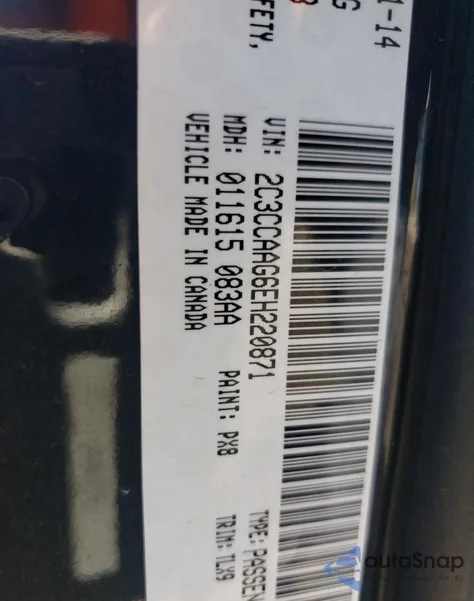 1-14
G
FETY,
VIN: 2C3CCAAG6EH220871 TYPE: PASSEN
MDH: 011615 083AA PAINT: PX8 TRIM: TLX9
VEHICLE MADE IN CANADA
autoSnap